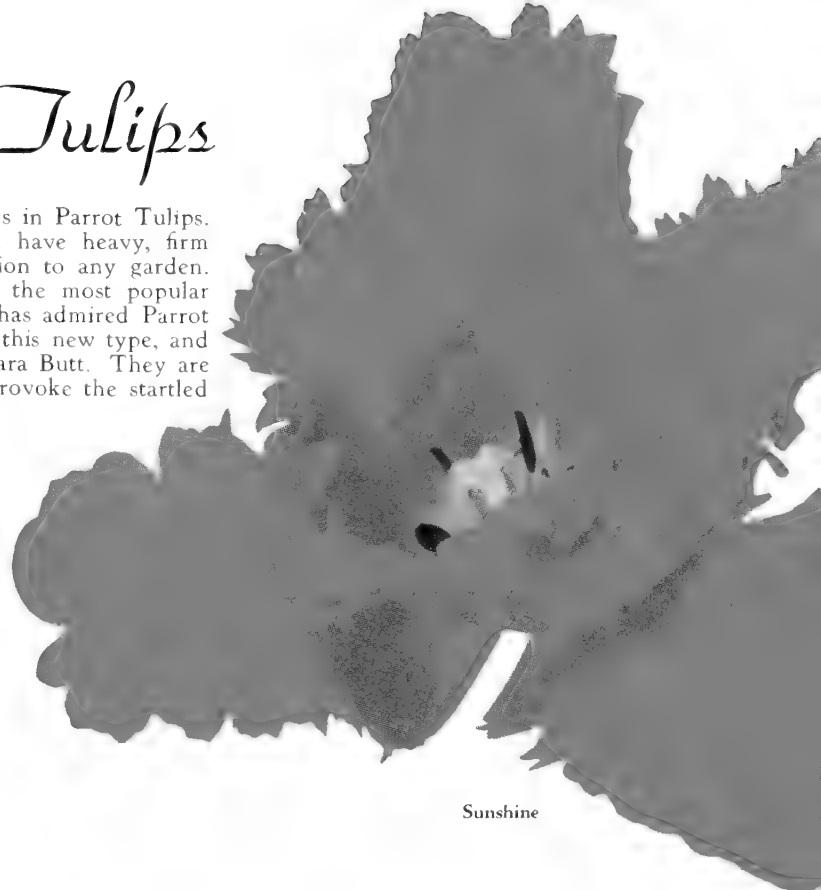 Tulips
s in Parrot Tulips.
have heavy, firm
ion to any garden.
the most popular
has admired Parrot
this new type, and
ara Butt. They are
rovoke the startled
Sunshine